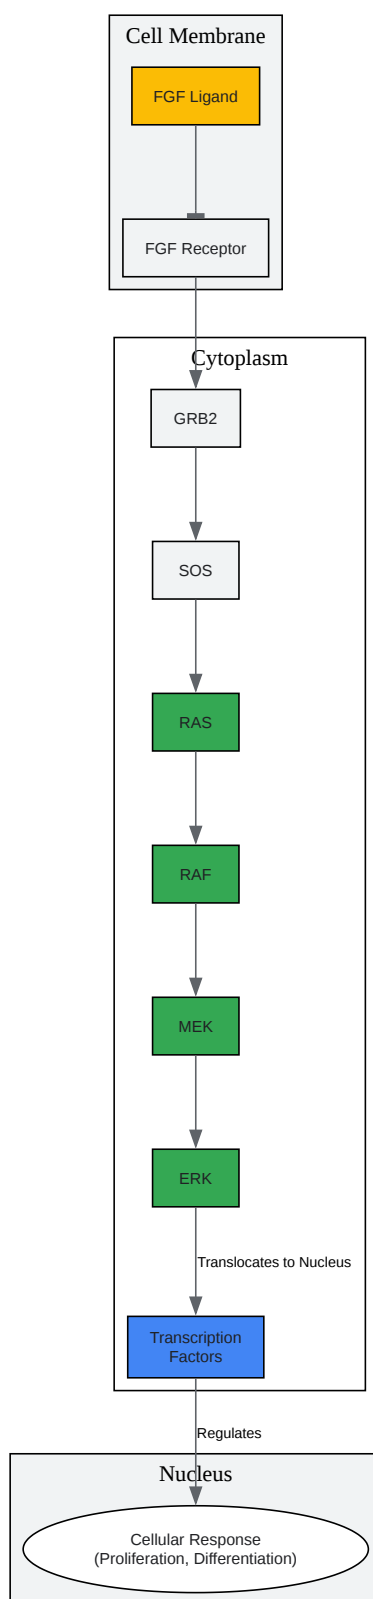 Cell Membrane
FGF Ligand
FGF Receptor
Cytoplasm
GRB2
SOS
RAS
RAF
MEK
ERK
Translocates to Nucleus
Transcription
Factors
Regulates
Nucleus
Cellular Response
(Proliferation, Differentiation)